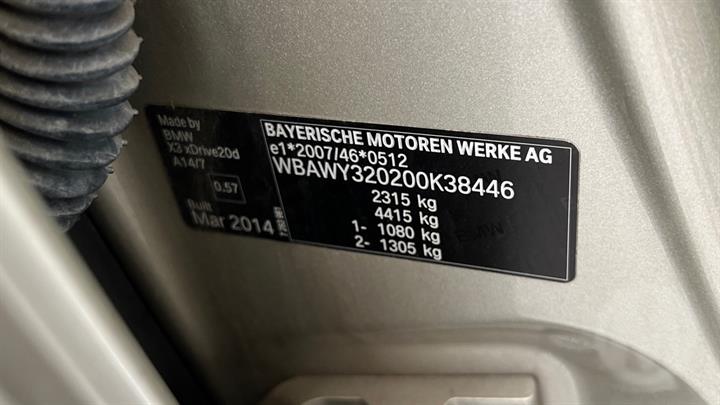 Made by
BMW
X3 xDrive20d
A14/7
0.57
Built
Mar 2014
BAYERISCHE MOTOREN WERKE AG
e1*2007/46*0512
WBAWY320200K38446
2315 kg
4415 kg
1- 1080 kg
2- 1305 kg
BMW